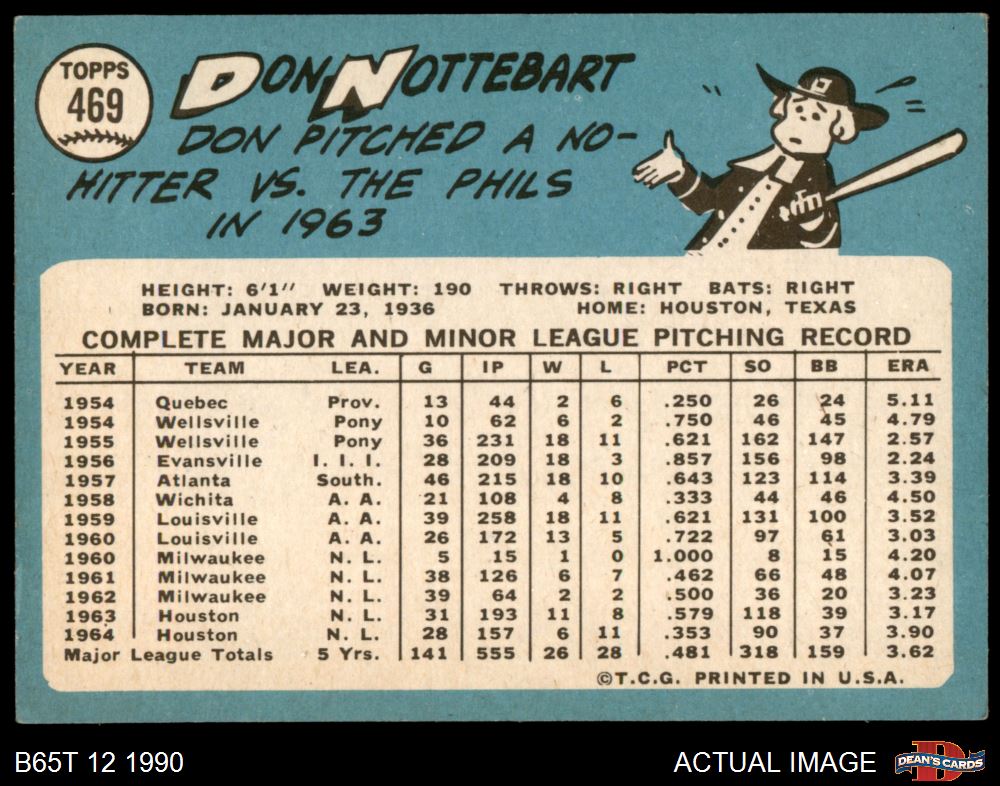 TOPPS
469
DON NOTTEBART
DON PITCHED A NO-
HITTER VS. THE PHILS
IN 1963
HEIGHT: 6'1" WEIGHT: 190 THROWS: RIGHT BATS: RIGHT
BORN: JANUARY 23, 1936 HOME: HOUSTON, TEXAS
COMPLETE MAJOR AND MINOR LEAGUE PITCHING RECORD
YEAR TEAM LEA. G IP W L PCT SO BB ERA
1954 Quebec Prov. 13 44 2 6 .250 26 24 5.11
1954 Wellsville Pony 10 62 6 2 .750 46 45 4.79
1955 Wellsville Pony 36 231 18 11 .621 162 147 2.57
1956 Evansville I. I. I. 28 209 18 3 .857 156 98 2.24
1957 Atlanta South. 46 215 18 10 .643 123 114 3.39
1958 Wichita A. A. 21 108 4 8 .333 44 46 4.50
1959 Louisville A. A. 39 258 18 11 .621 131 100 3.52
1960 Louisville A. A. 26 172 13 5 .722 97 61 3.03
1960 Milwaukee N. L. 5 15 1 0 1.000 8 15 4.20
1961 Milwaukee N. L. 38 126 6 7 .462 66 48 4.07
1962 Milwaukee N. L. 39 64 2 2 .500 36 20 3.23
1963 Houston N. L. 31 193 11 8 .579 118 39 3.17
1964 Houston N. L. 28 157 6 11 .353 90 37 3.90
Major League Totals 5 Yrs. 141 555 26 28 .481 318 159 3.62
©T.C.G. PRINTED IN U.S.A.
B65T 12 1990 ACTUAL IMAGE DEAN'S CARDS